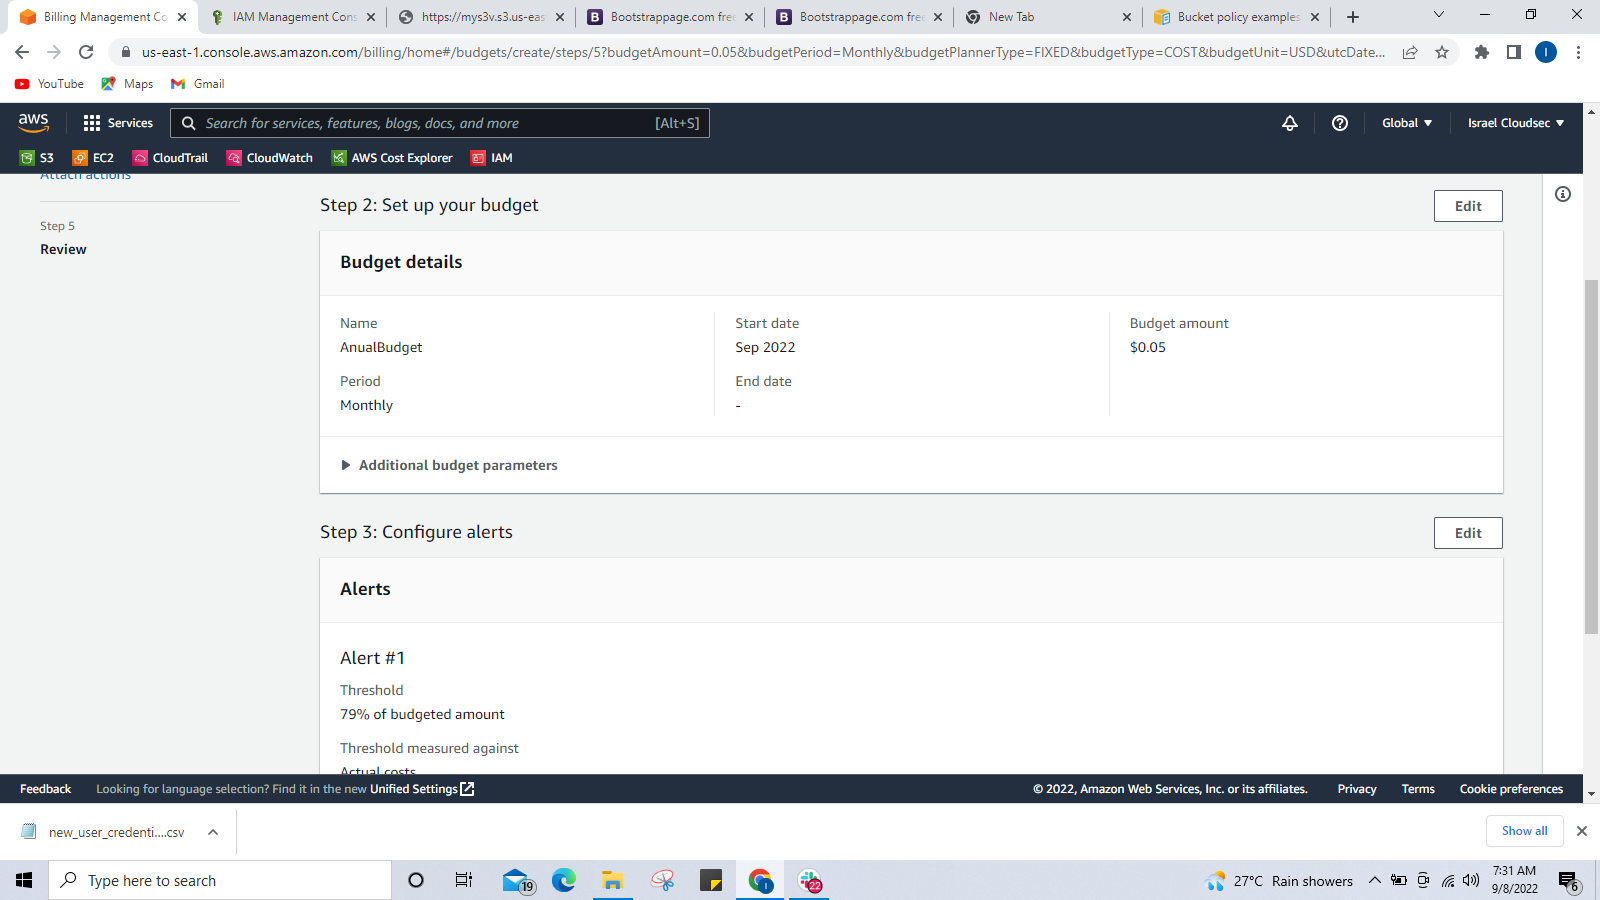 Billing Management Co
IAM Management Cons
https://mys3v.s3.us-eas
Bootstrappage.com free
Bootstrappage.com free
New Tab
Bucket policy examples
us-east-1.console.aws.amazon.com/billing/home#/budgets/create/steps/5?budgetAmount=0.05&budgetPeriod=Monthly&budgetPlannerType=FIXED&budgetType=COST&budgetUnit=USD&utcDate...
I
YouTube Maps Gmail
aws Services Search for services, features, blogs, docs, and more [Alt+S] Global Israel Cloudsec
S3 EC2 CloudTrail CloudWatch AWS Cost Explorer IAM
Attach actions
Step 5
Review
Step 2: Set up your budget
Edit
Budget details
Name
AnualBudget
Period
Monthly
Start date
Sep 2022
End date
-
Budget amount
$0.05
Additional budget parameters
Step 3: Configure alerts
Edit
Alerts
Alert #1
Threshold
79% of budgeted amount
Threshold measured against
Actual costs
Feedback Looking for language selection? Find it in the new Unified Settings © 2022, Amazon Web Services, Inc. or its affiliates. Privacy Terms Cookie preferences
new_user_credenti....csv
Show all
Type here to search
19
22
27°C Rain showers
7:31 AM
9/8/2022
6